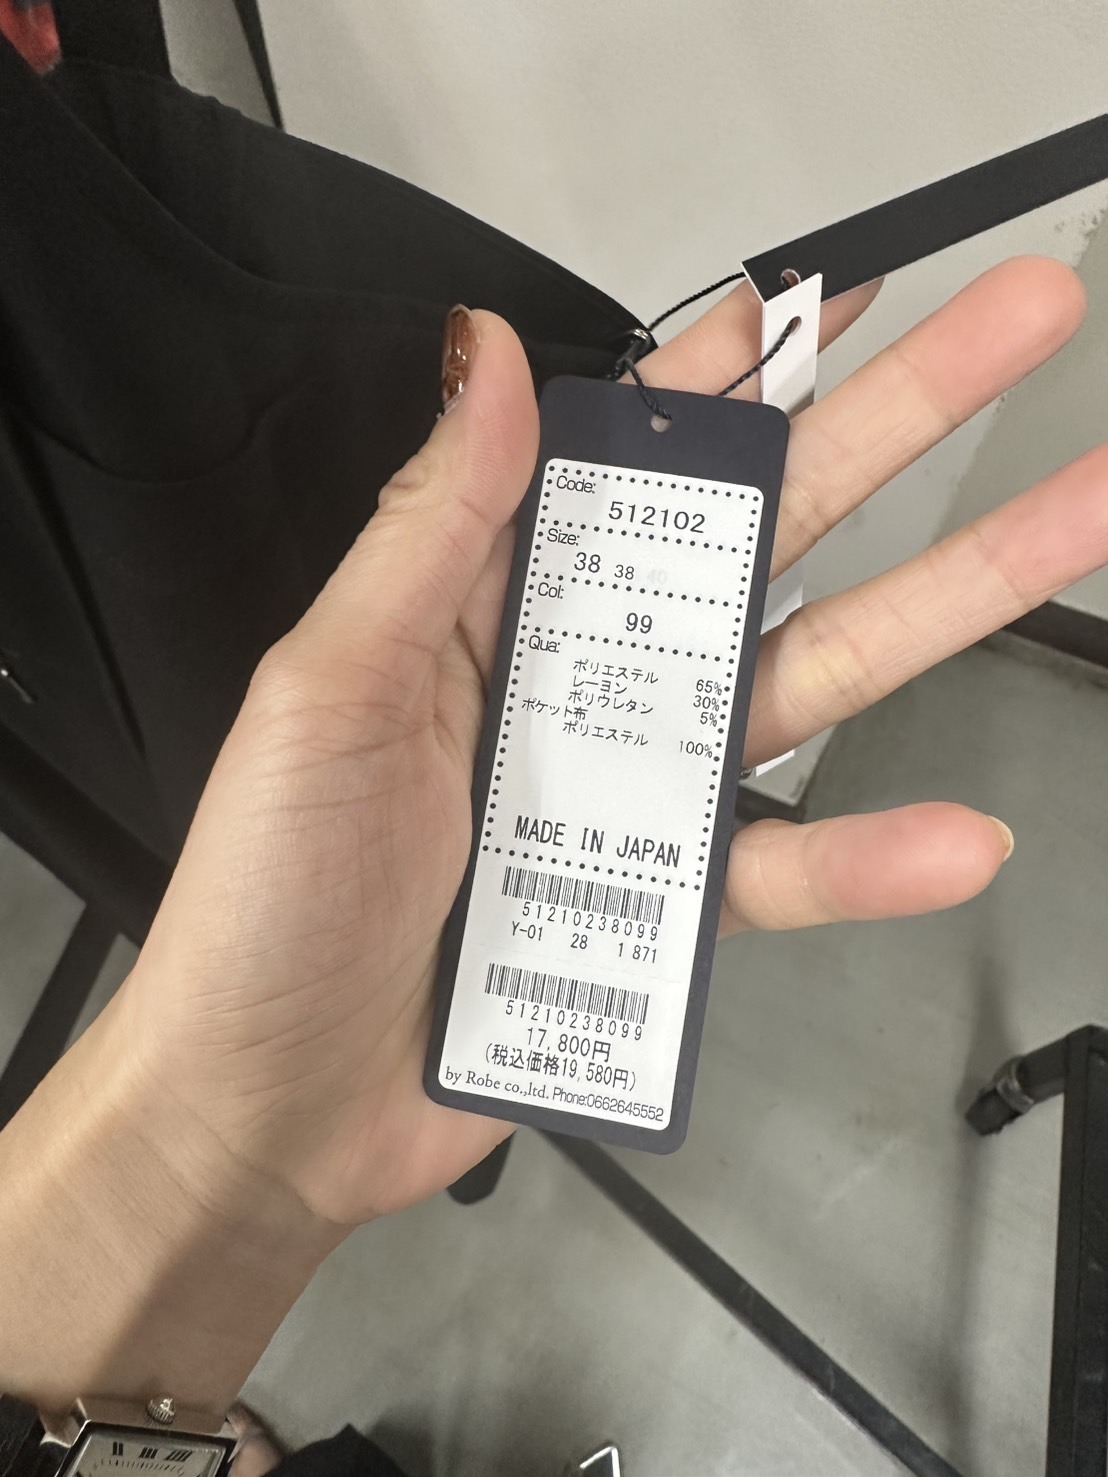 Code:
512102
Size:
38 38 40
Col:
99
Qua:
ポリエステル 65%
レーヨン 30%
ポリウレタン 5%
ポケット布
ポリエステル 100%
MADE IN JAPAN
51210238099
Y-01 28 1 871
51210238099
17,800円
(税込価格19,580円)
by Robe co.,ltd. Phone:0662645552